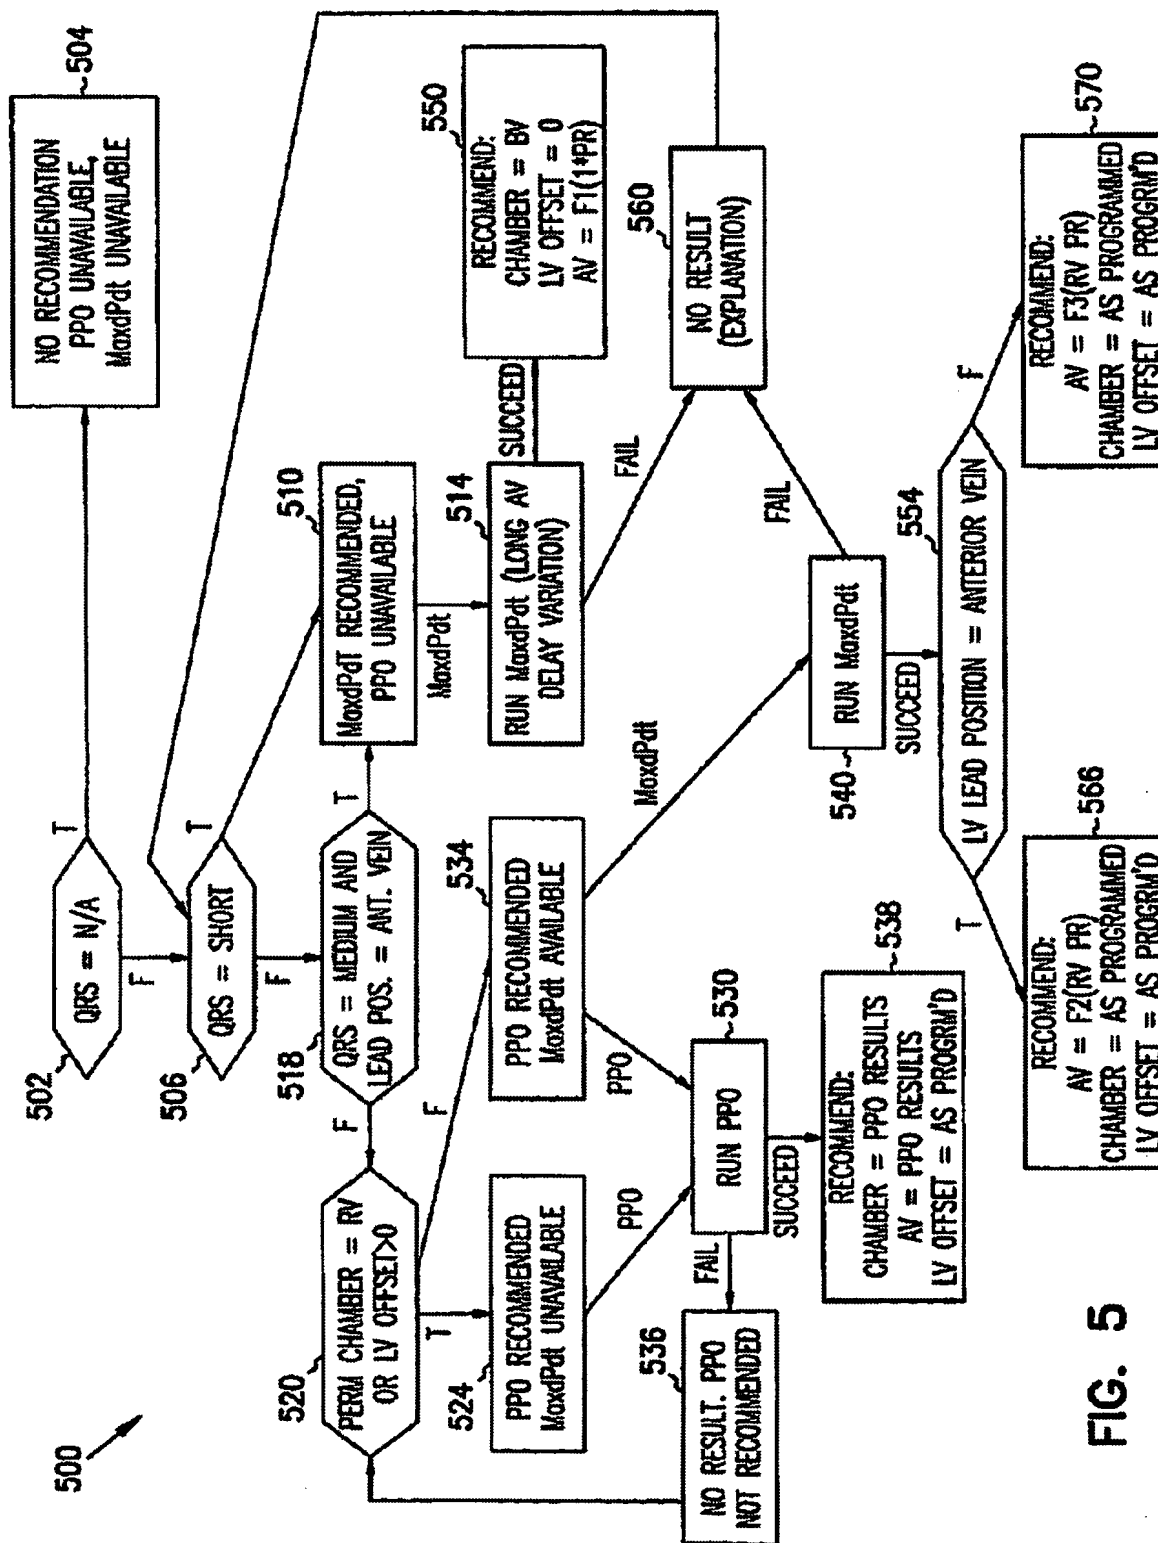 500
502
QRS = N/A
T
F
504
NO RECOMMENDATION
PPO UNAVAILABLE,
MaxdPdt UNAVAILABLE
506
QRS = SHORT
T
F
518
QRS = MEDIUM AND
LEAD POS. = ANT. VEIN
T
F
510
MaxdPdT RECOMMENDED,
PPO UNAVAILABLE
MaxdPdt
514
RUN MaxdPdt (LONG AV
DELAY VARIATION)
SUCCEED
FAIL
550
RECOMMEND:
CHAMBER = BV
LV OFFSET = 0
AV = F1(1*PR)
520
PERM CHAMBER = RV
OR LV OFFSET>0
T
F
524
PPO RECOMMENDED
MaxdPdt UNAVAILABLE
PPO
534
PPO RECOMMENDED
MaxdPdt AVAILABLE
PPO
MaxdPdt
530
RUN PPO
FAIL
SUCCEED
536
NO RESULT. PPO
NOT RECOMMENDED
538
RECOMMEND:
CHAMBER = PPO RESULTS
AV = PPO RESULTS
LV OFFSET = AS PROGRM'D
540
RUN MaxdPdt
FAIL
SUCCEED
560
NO RESULT
(EXPLANATION)
554
LV LEAD POSITION = ANTERIOR VEIN
T
F
566
RECOMMEND:
AV = F2(RV PR)
CHAMBER = AS PROGRAMMED
LV OFFSET = AS PROGRM'D
570
RECOMMEND:
AV = F3(RV PR)
CHAMBER = AS PROGRAMMED
LV OFFSET = AS PROGRM'D
FIG. 5